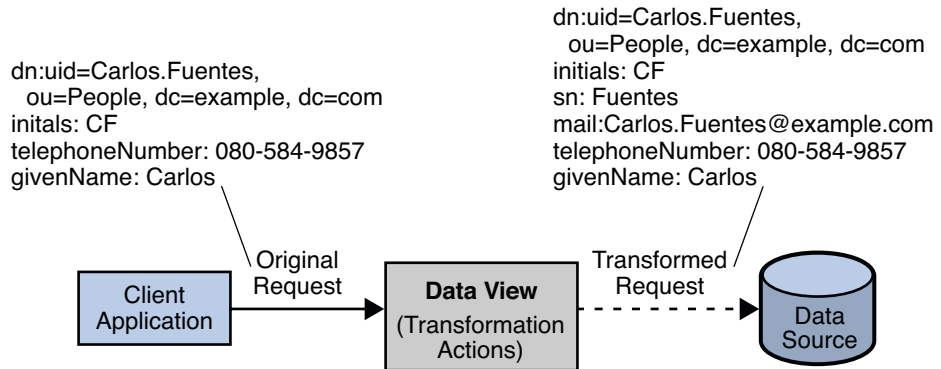 dn:uid=Carlos.Fuentes,
ou=People, dc=example, dc=com
initals: CF
telephoneNumber: 080-584-9857
givenName: Carlos
dn:uid=Carlos.Fuentes,
ou=People, dc=example, dc=com
initials: CF
sn: Fuentes
mail:Carlos.Fuentes@example.com
telephoneNumber: 080-584-9857
givenName: Carlos
Client
Application
Original
Request
Data View
(Transformation
Actions)
Transformed
Request
Data
Source